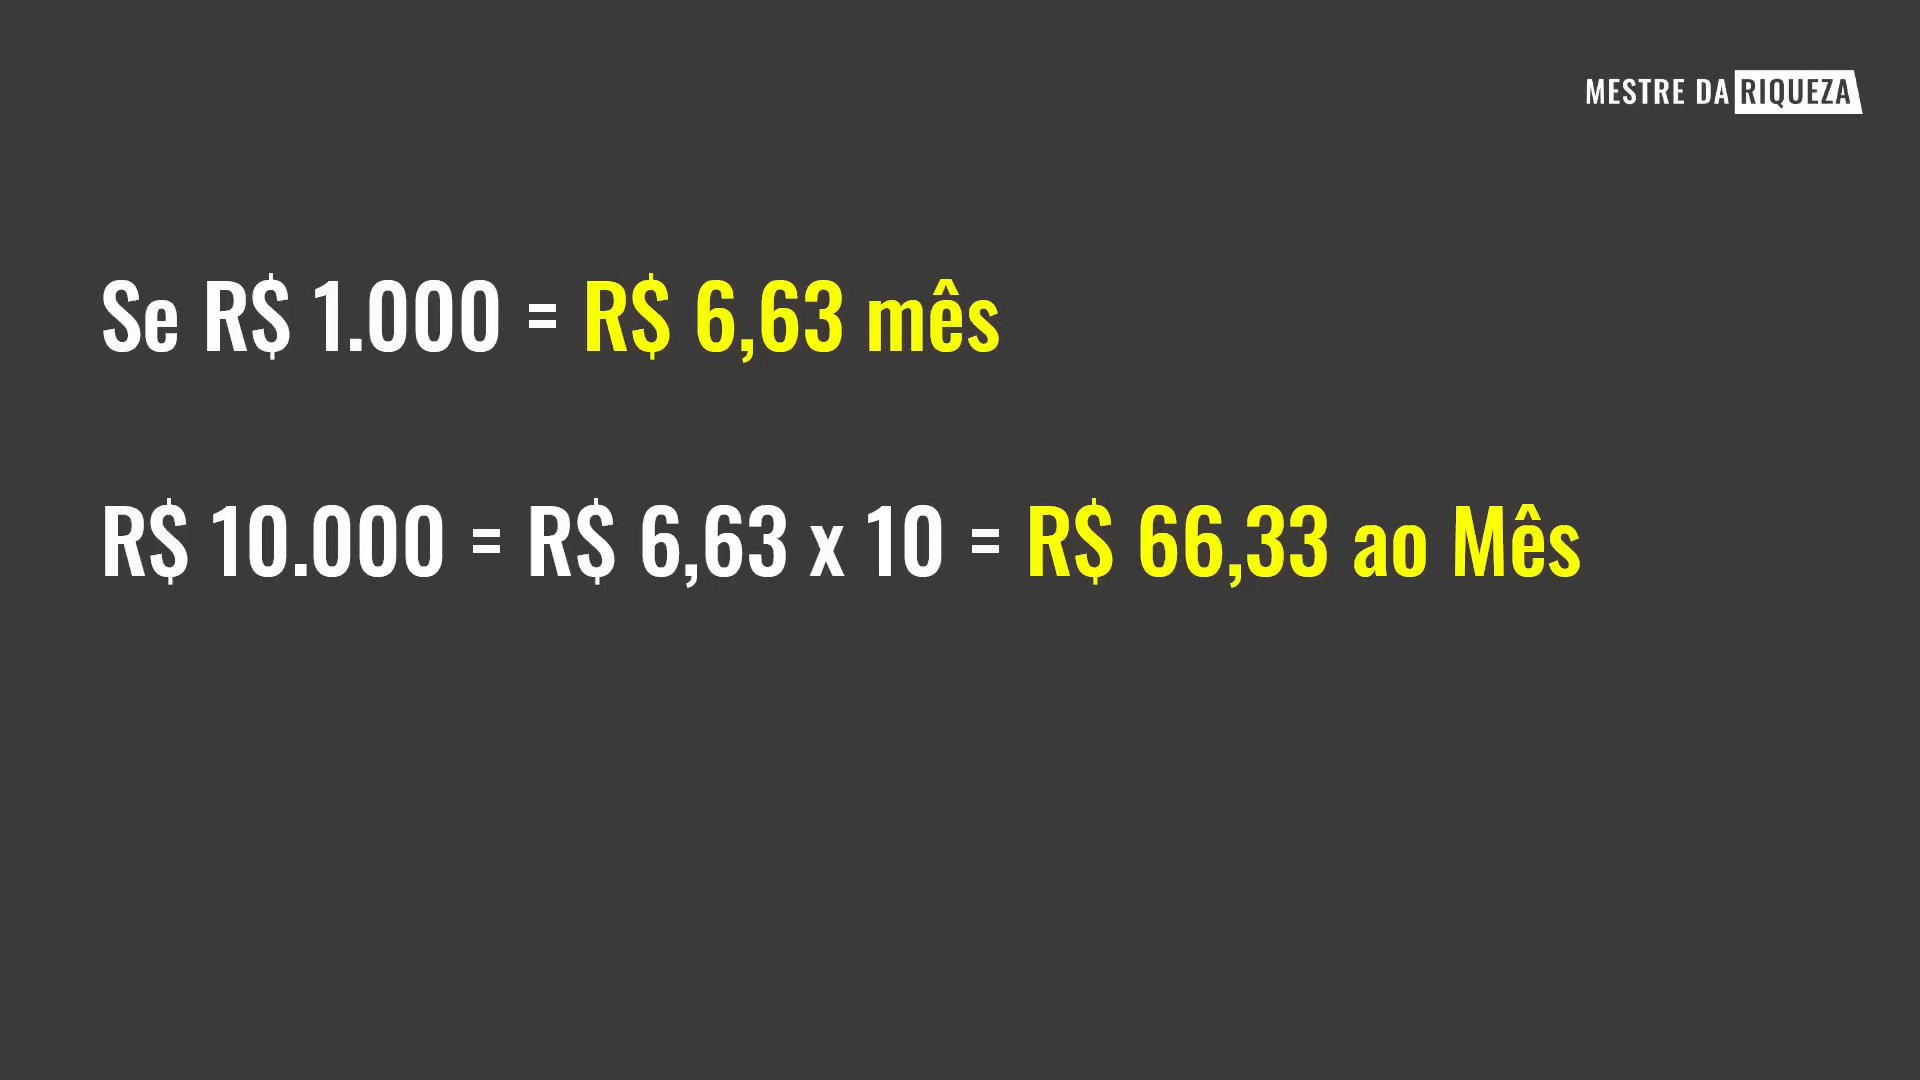 MESTRE DA RIQUEZA
Se R$ 1.000 = R$ 6,63 mês
R$ 10.000 = R$ 6,63 x 10 = R$ 66,33 ao Mês